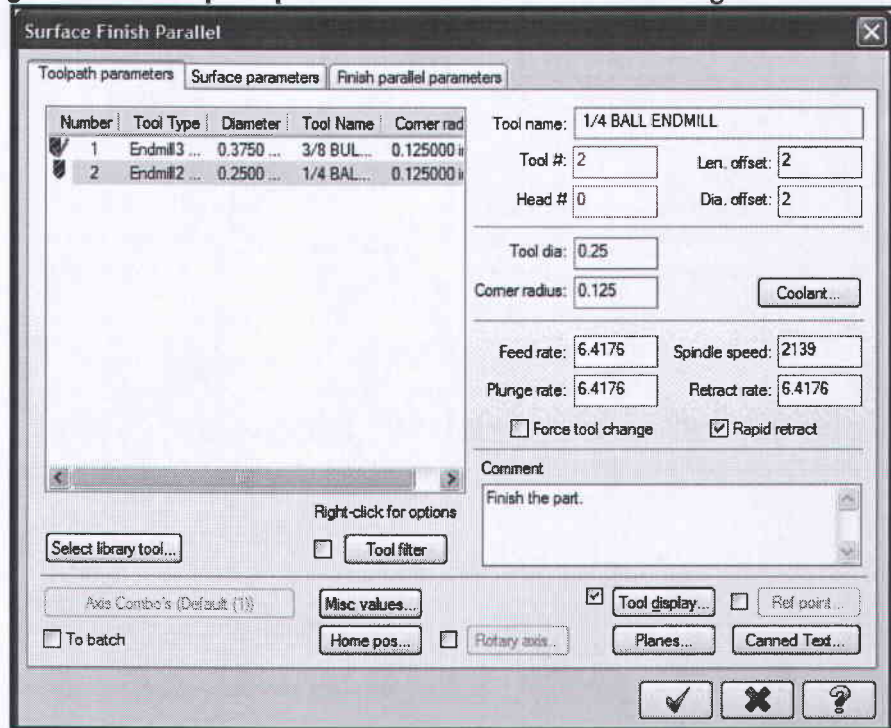 Surface Finish Parallel
Toolpath parameters Surface parameters Finish parallel parameters
Number Tool Type Diameter Tool Name Corner rad
1 Endmill3 ... 0.3750 ... 3/8 BUL... 0.125000 i
2 Endmill2 ... 0.2500 ... 1/4 BAL... 0.125000 i
Tool name: 1/4 BALL ENDMILL
Tool #: 2 Len. offset: 2
Head # 0 Dia. offset: 2
Tool dia: 0.25
Corner radius: 0.125 Coolant...
Feed rate: 6.4176 Spindle speed: 2139
Plunge rate: 6.4176 Retract rate: 6.4176
Force tool change Rapid retract
Comment
Finish the part.
Right-click for options
Select library tool... Tool filter
Axis Combo's (Default (1)) Misc values... Tool display... Ref point...
To batch Home pos... Rotary axis... Planes... Canned Text...